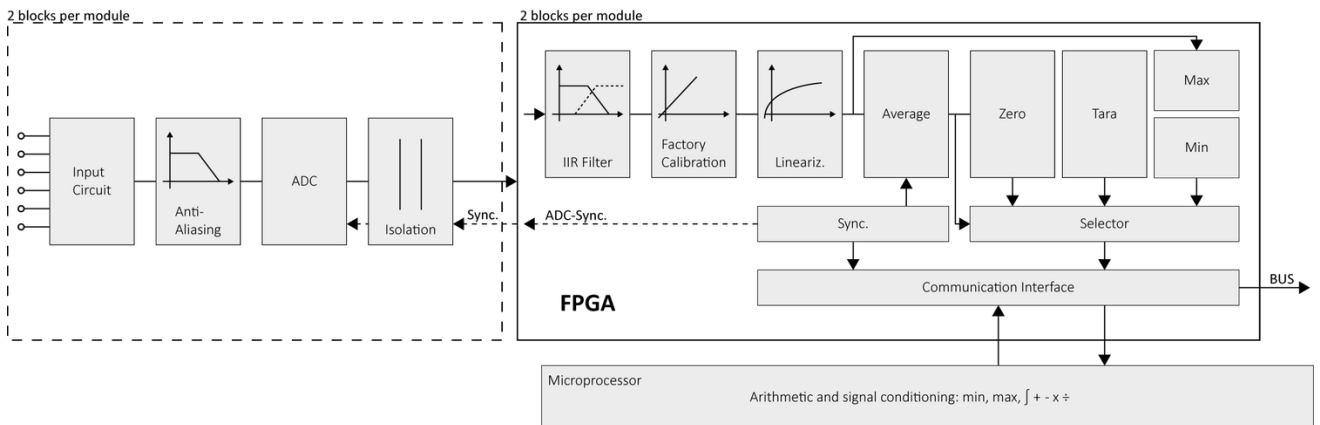 2 blocks per module
2 blocks per module
Input
Circuit
Anti-
Aliasing
ADC
Isolation
Sync.
ADC-Sync.
IIR Filter
Factory
Calibration
Lineariz.
Average
Zero
Tara
Max
Min
Sync.
Selector
Communication Interface
BUS
FPGA
Microprocessor
Arithmetic and signal conditioning: min, max, ∫ + - x ÷